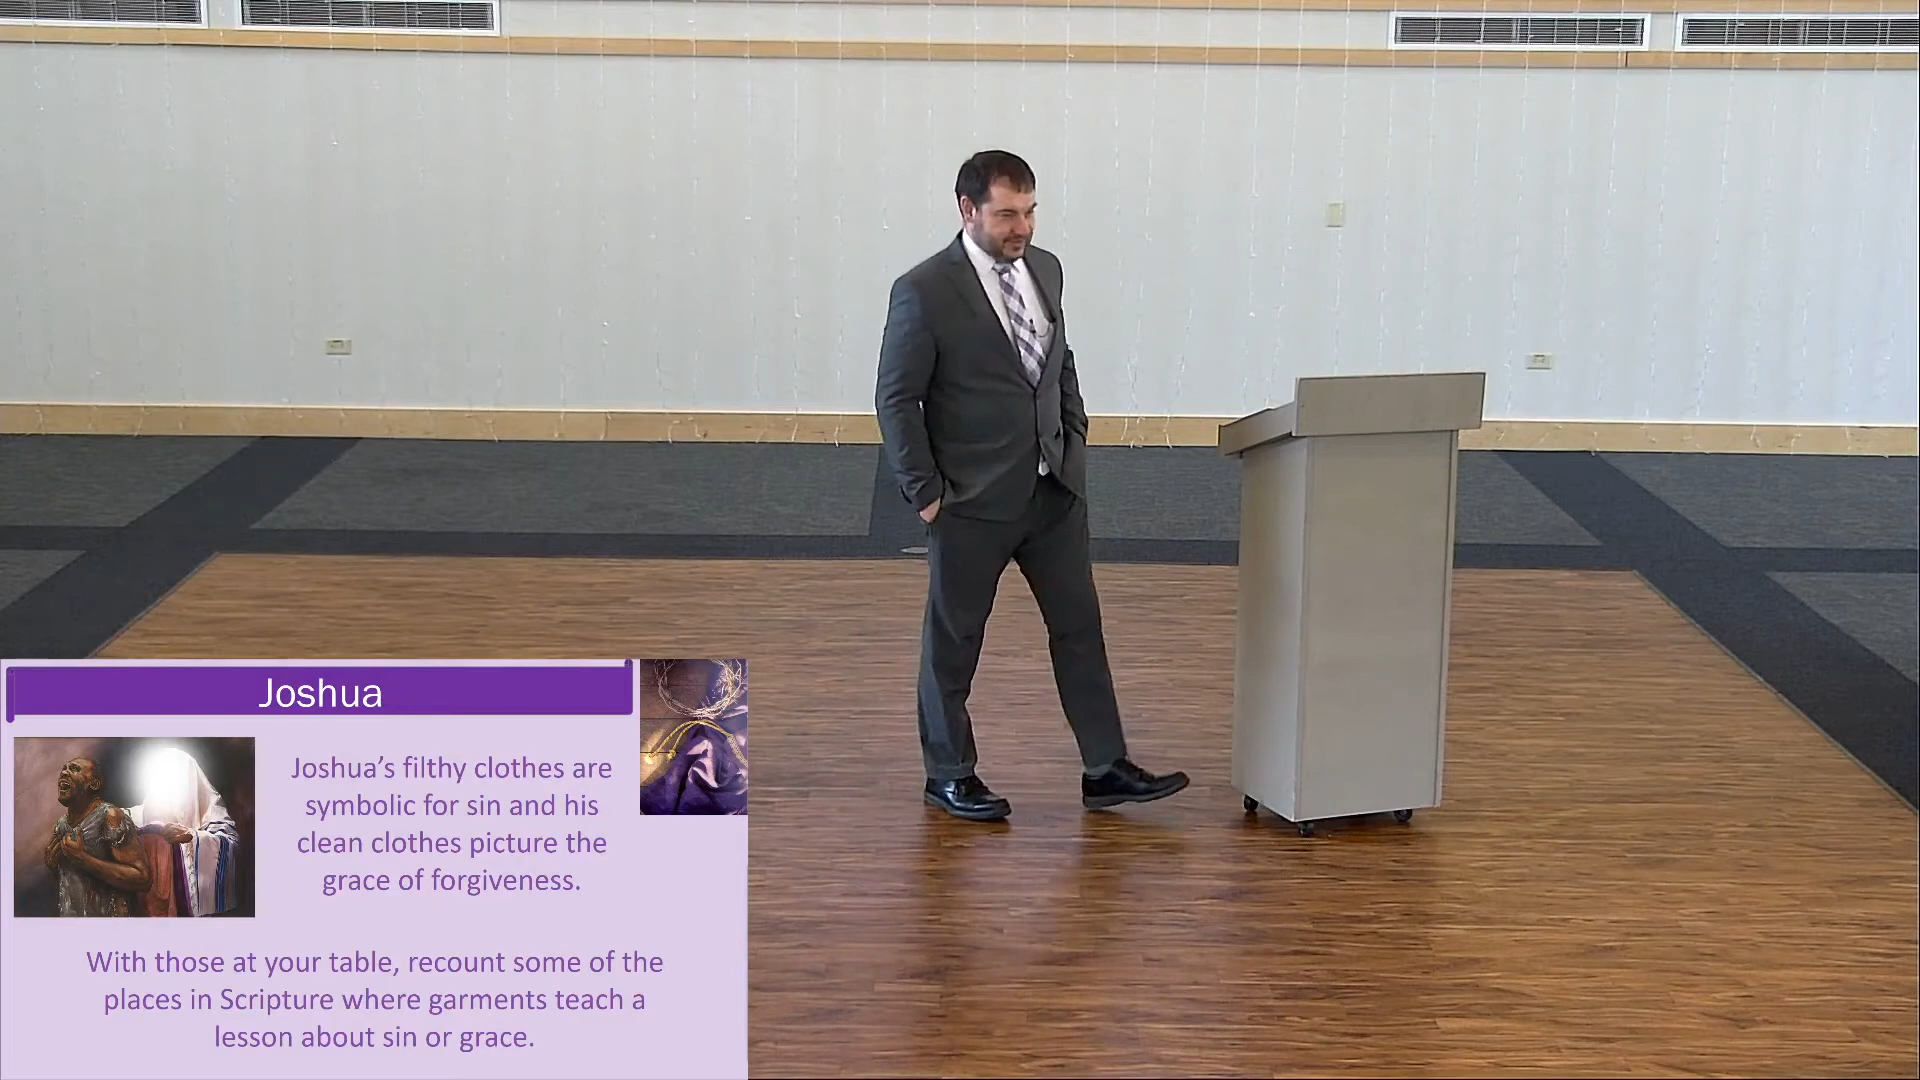 Joshua
Joshua’s filthy clothes are
symbolic for sin and his
clean clothes picture the
grace of forgiveness.
With those at your table, recount some of the
places in Scripture where garments teach a
lesson about sin or grace.